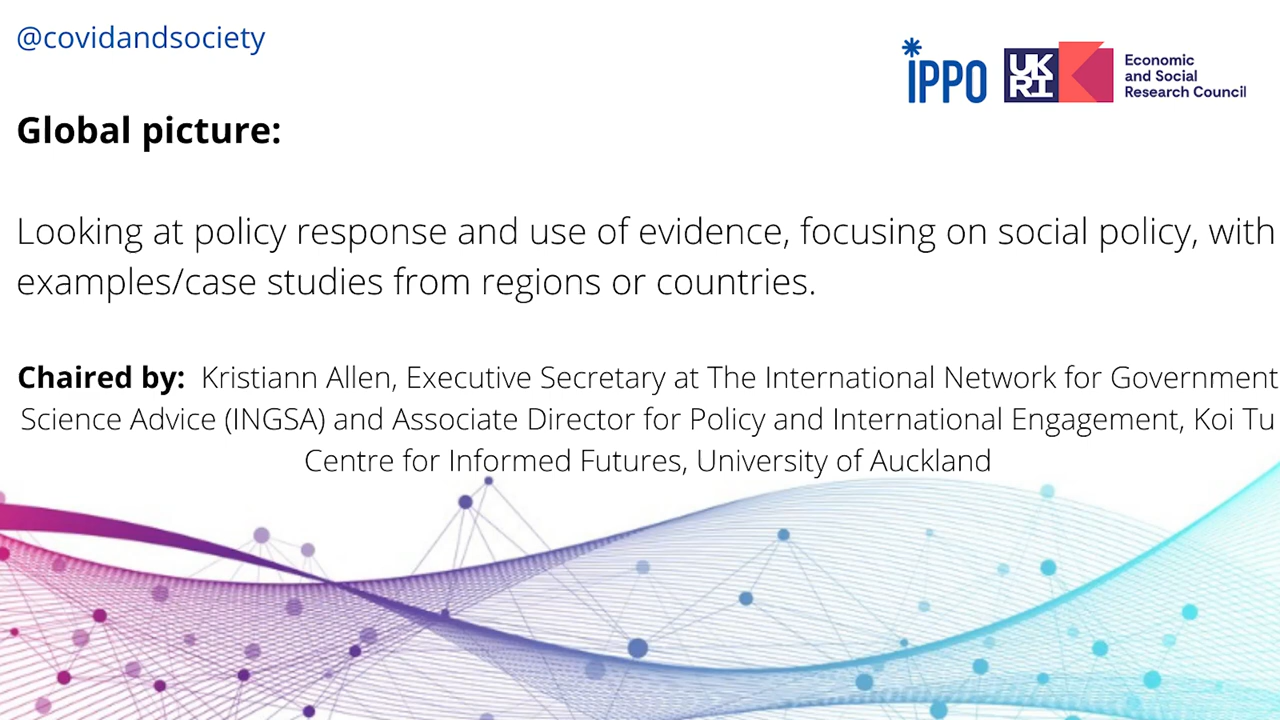 @covidandsociety
IPPO
UK
RI
Economic
and Social
Research Council
Global picture:
Looking at policy response and use of evidence, focusing on social policy, with
examples/case studies from regions or countries.
Chaired by: Kristiann Allen, Executive Secretary at The International Network for Government
Science Advice (INGSA) and Associate Director for Policy and International Engagement, Koi Tu
Centre for Informed Futures, University of Auckland